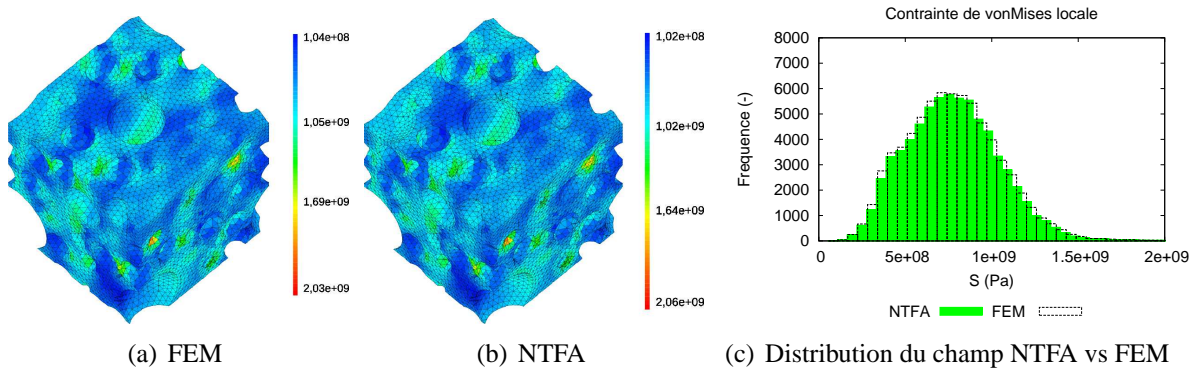 1,04e+08
1,05e+09
1,69e+09
2,03e+09
(a) FEM
1,02e+08
1,02e+09
1,64e+09
2,06e+09
(b) NTFA
Contrainte de vonMises locale
8000
7000
6000
5000
4000
3000
2000
1000
0
Frequence (-)
0 5e+08 1e+09 1.5e+09 2e+09
S (Pa)
NTFA FEM
(c) Distribution du champ NTFA vs FEM